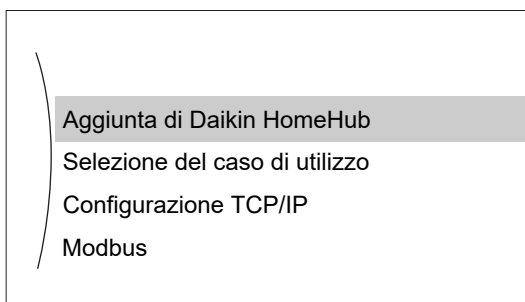 Aggiunta di Daikin HomeHub
Selezione del caso di utilizzo
Configurazione TCP/IP
Modbus